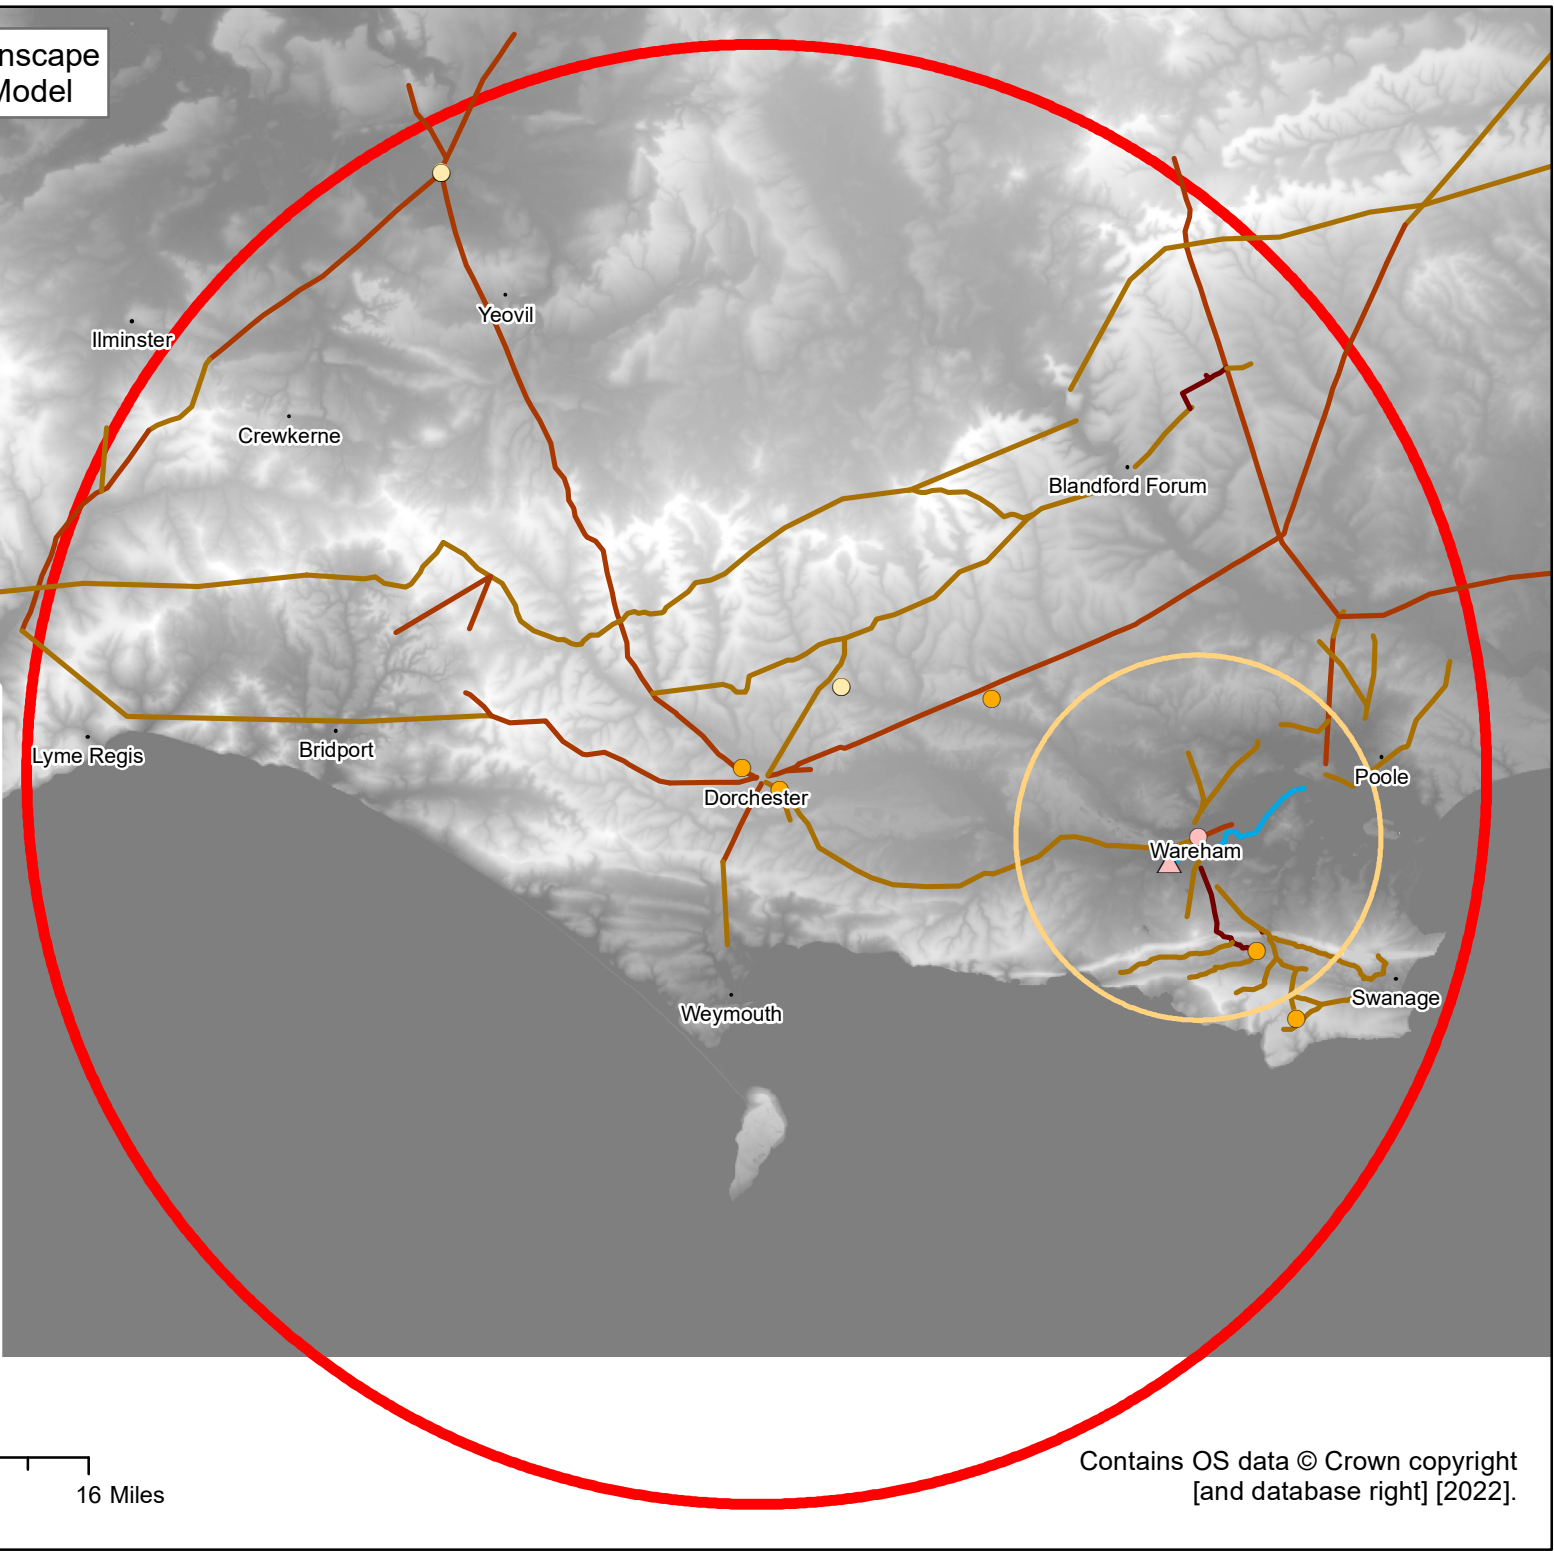 nscape
Model
Yeovil
Ilminster
Crewkerne
Blandford Forum
Lyme Regis
Bridport
Poole
Dorchester
Wareham
Swanage
Weymouth
16 Miles
Contains OS data © Crown copyright
[and database right] [2022].